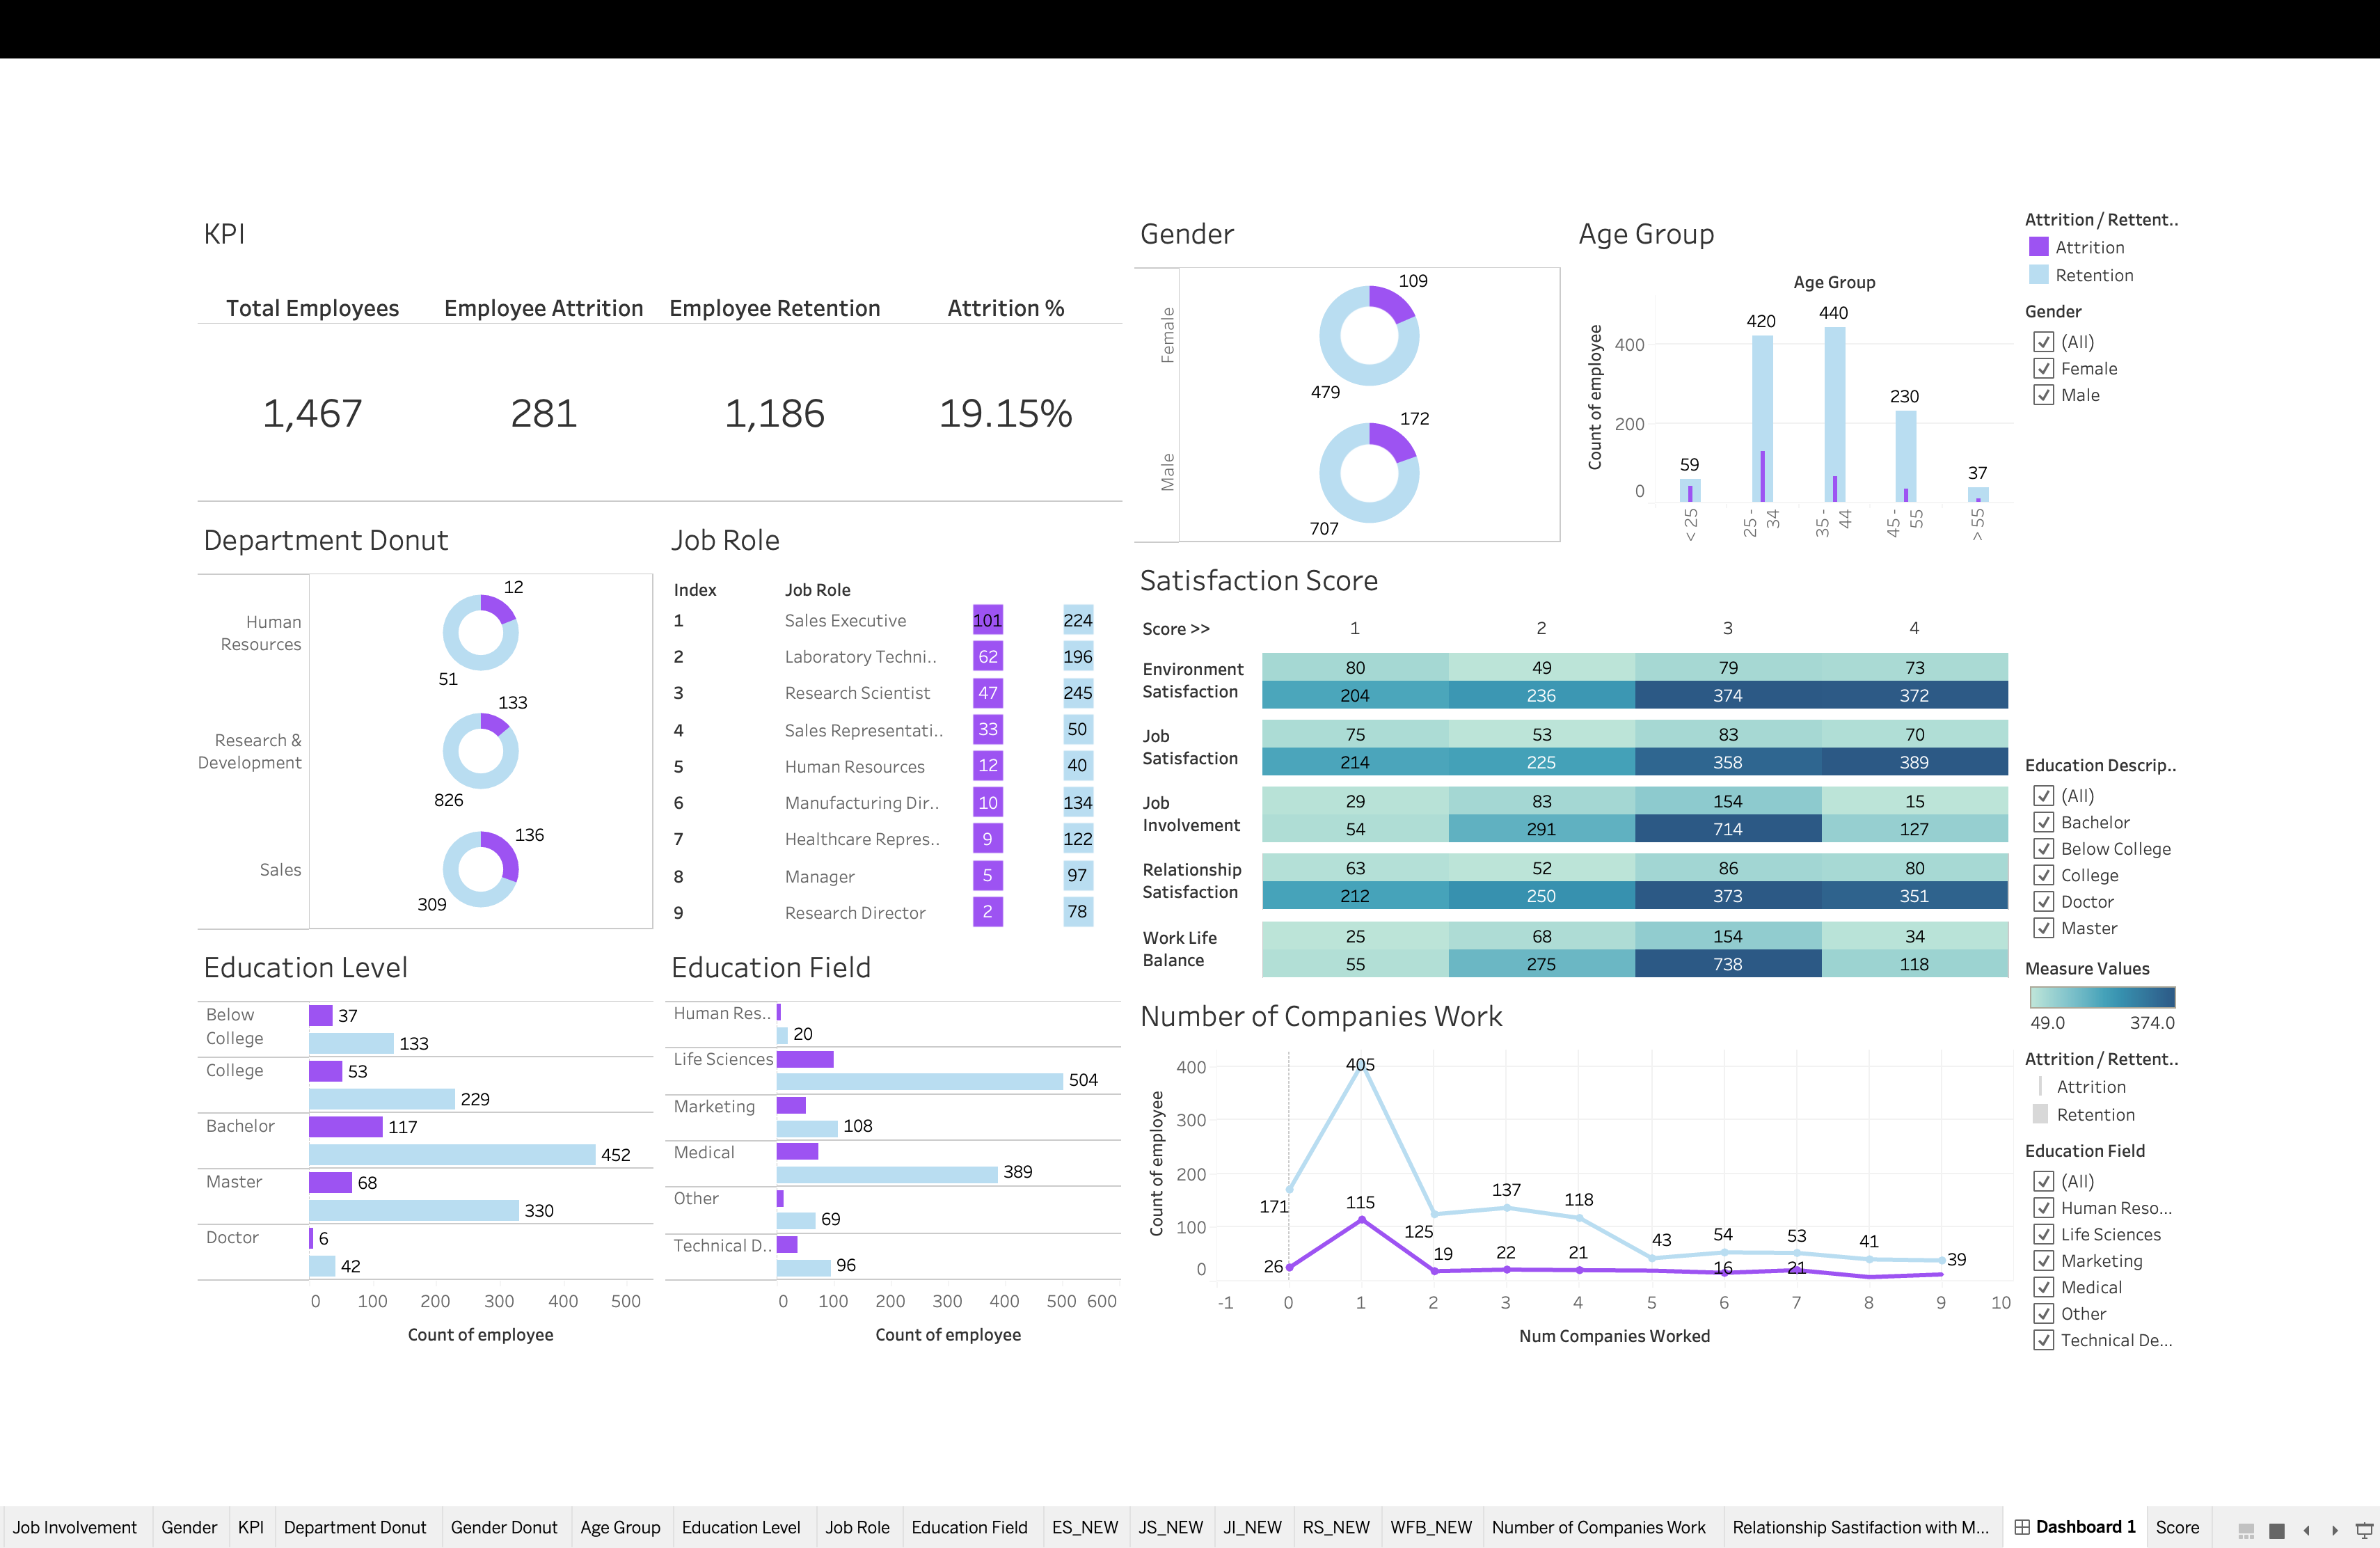 KPI
Total Employees Employee Attrition Employee Retention Attrition %
1,467 281 1,186 19.15%
Gender
Female
109
479
Male
172
707
Age Group
Age Group
Count of employee
400
200
0
59
420
440
230
37
< 25
25 -
34
35 -
44
45 -
55
> 55
Attrition / Rettent..
Attrition
Retention
Gender
(All)
Female
Male
Department Donut
Human
Resources
12
51
Research &
Development
133
826
Sales
136
309
Job Role
Index Job Role
1 Sales Executive 101 224
2 Laboratory Techni.. 62 196
3 Research Scientist 47 245
4 Sales Representati.. 33 50
5 Human Resources 12 40
6 Manufacturing Dir.. 10 134
7 Healthcare Repres.. 9 122
8 Manager 5 97
9 Research Director 2 78
Satisfaction Score
Score >> 1 2 3 4
Environment
Satisfaction
80 49 79 73
204 236 374 372
Job
Satisfaction
75 53 83 70
214 225 358 389
Job
Involvement
29 83 154 15
54 291 714 127
Relationship
Satisfaction
63 52 86 80
212 250 373 351
Work Life
Balance
25 68 154 34
55 275 738 118
Education Descrip..
(All)
Bachelor
Below College
College
Doctor
Master
Measure Values
49.0 374.0
Attrition / Rettent..
Attrition
Retention
Education Field
(All)
Human Reso...
Life Sciences
Marketing
Medical
Other
Technical De...
Education Level
Below
College
37
133
College
53
229
Bachelor
117
452
Master
68
330
Doctor
6
42
0 100 200 300 400 500
Count of employee
Education Field
Human Res..
20
Life Sciences
504
Marketing
108
Medical
389
Other
69
Technical D..
96
0 100 200 300 400 500 600
Count of employee
Number of Companies Work
Count of employee
400
300
200
100
0
171 405 125 137 118 43 54 53 41 39
26 115 19 22 21 16 21
-1 0 1 2 3 4 5 6 7 8 9 10
Num Companies Worked
Job Involvement Gender KPI Department Donut Gender Donut Age Group Education Level Job Role Education Field ES_NEW JS_NEW JI_NEW RS_NEW WFB_NEW Number of Companies Work Relationship Sastifaction with M... Dashboard 1 Score